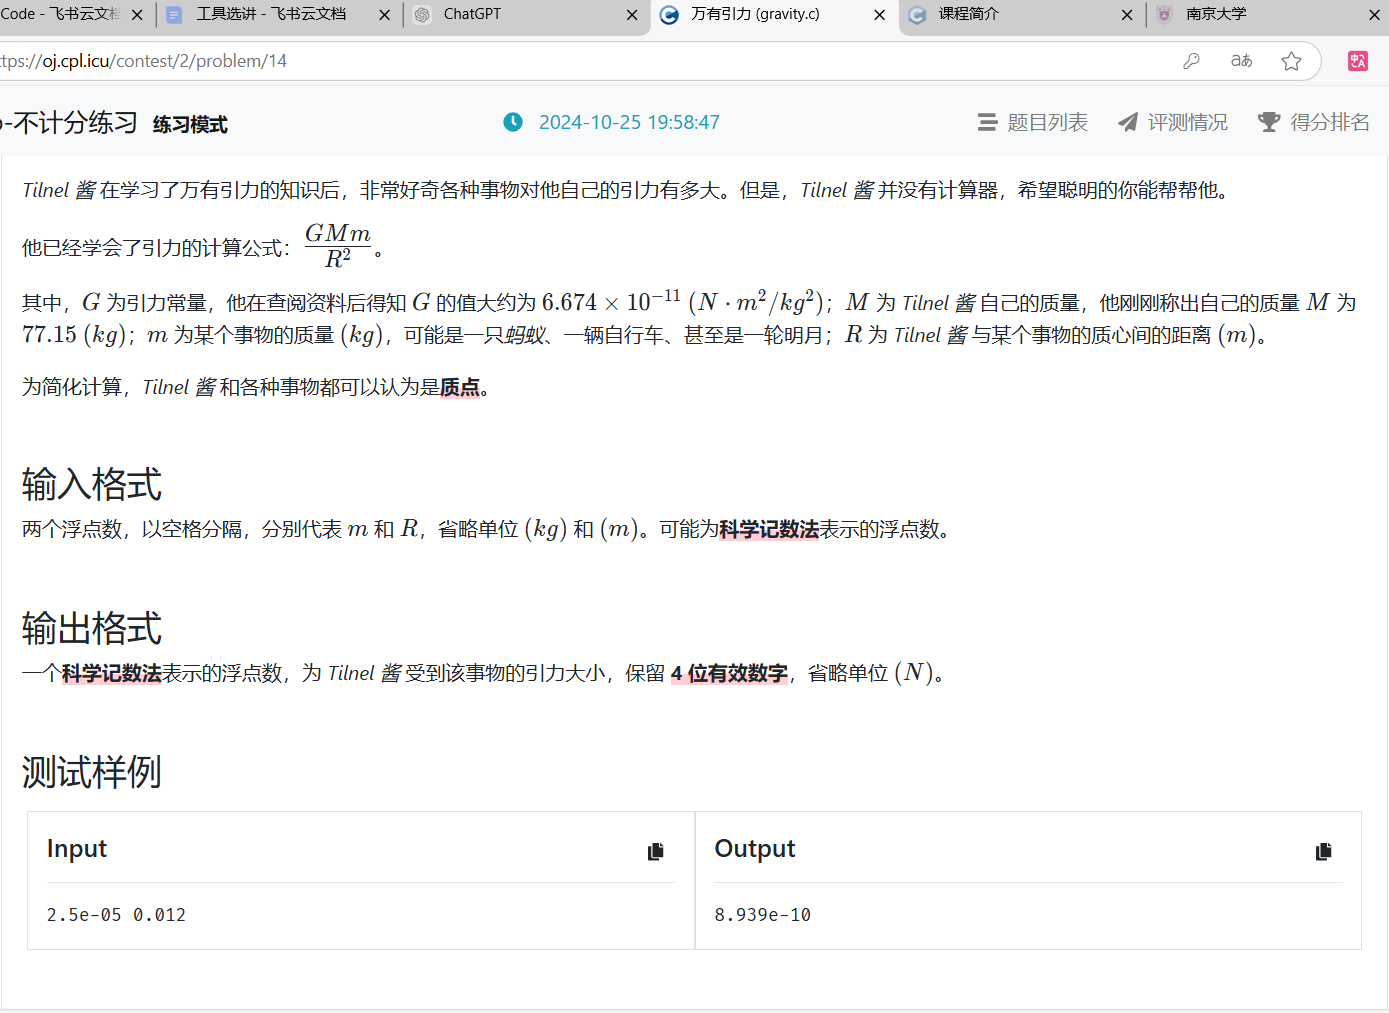 Code - 飞书云文档
工具选讲 - 飞书云文档
ChatGPT
万有引力 (gravity.c)
课程简介
南京大学
ttps://oj.cpl.icu/contest/2/problem/14
-不计分练习 练习模式
2024-10-25 19:58:47
题目列表
评测情况
得分排名
Tilnel 酱 在学习了万有引力的知识后，非常好奇各种事物对他自己的引力有多大。但是，Tilnel 酱 并没有计算器，希望聪明的你能帮帮他。
他已经学会了引力的计算公式：$\frac{GMm}{R^2}$。
其中，G 为引力常量，他在查阅资料后得知 G 的值大约为 6.674 × 10⁻¹¹ (N · m²/kg²)；M 为 Tilnel 酱 自己的质量，他刚刚称出自己的质量 M 为
77.15 (kg)；m 为某个事物的质量 (kg)，可能是一只蚂蚁、一辆自行车、甚至是一轮明月；R 为 Tilnel 酱 与某个事物的质心间的距离 (m)。
为简化计算，Tilnel 酱 和各种事物都可以认为是质点。
输入格式
两个浮点数，以空格分隔，分别代表 m 和 R，省略单位 (kg) 和 (m)。可能为科学记数法表示的浮点数。
输出格式
一个科学记数法表示的浮点数，为 Tilnel 酱 受到该事物的引力大小，保留 4 位有效数字，省略单位 (N)。
测试样例
Input
Output
2.5e-05 0.012
8.939e-10